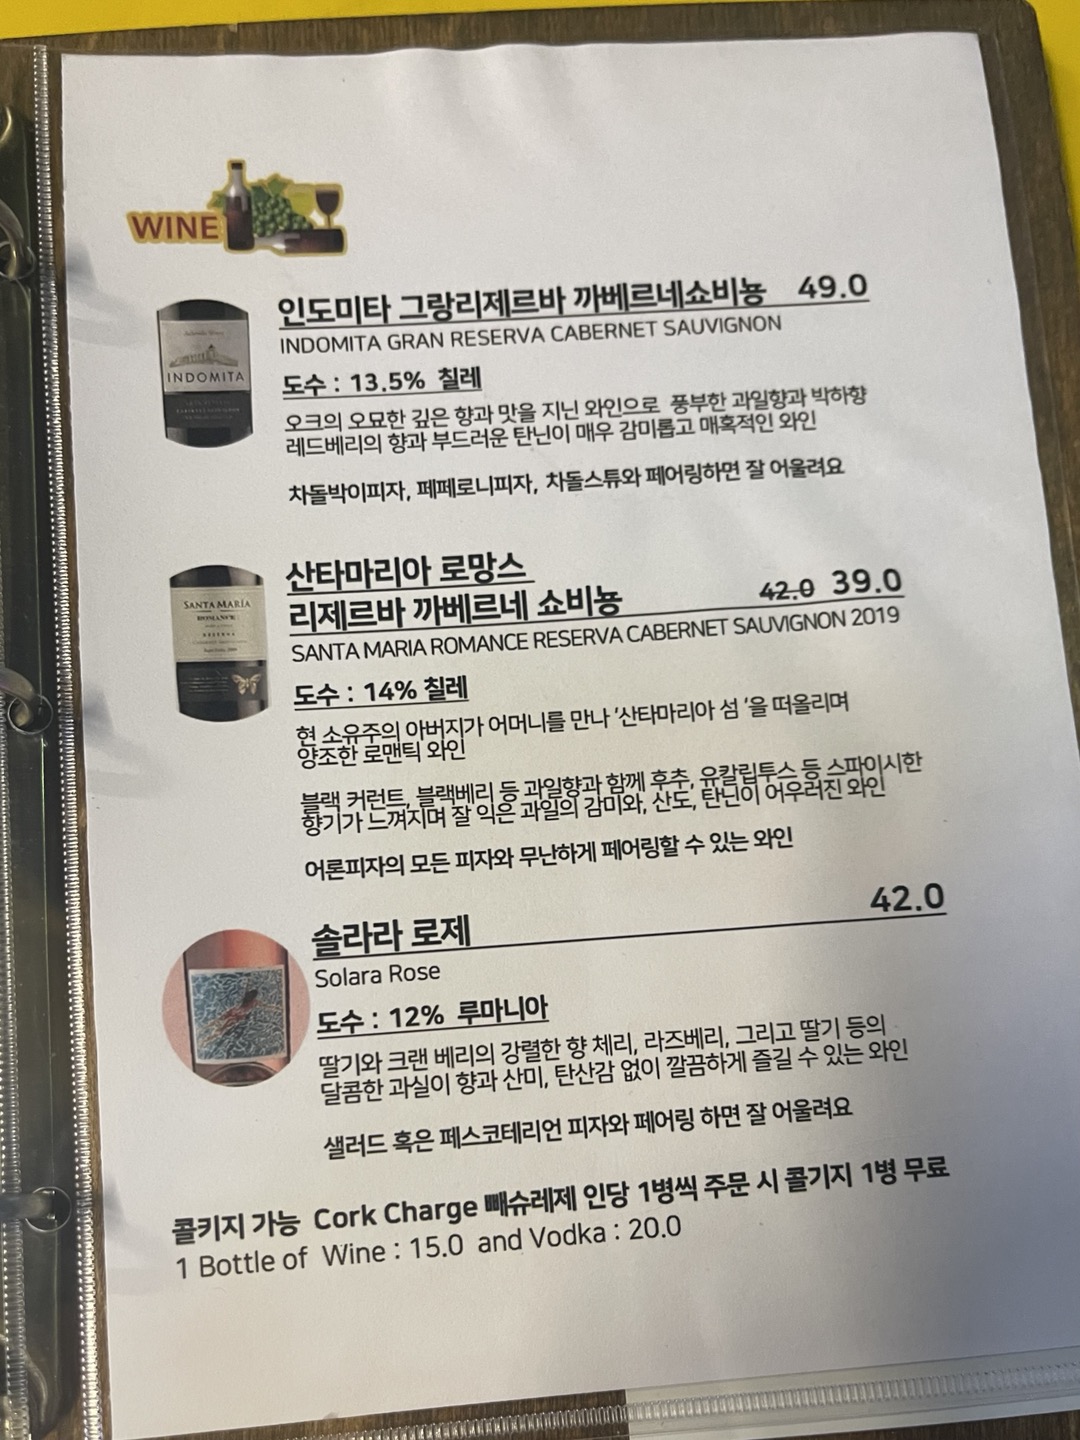 WINE
인도미타 그랑리제르바 까베르네쇼비뇽 49.0
INDOMITA GRAN RESERVA CABERNET SAUVIGNON
INDOMITA
도수 : 13.5% 칠레
오크의 오묘한 깊은 향과 맛을 지닌 와인으로 풍부한 과일향과 박하향
레드베리의 향과 부드러운 탄닌이 매우 감미롭고 매혹적인 와인
차돌박이피자, 페페로니피자, 차돌스튜와 페어링하면 잘 어울려요
산타마리아 로망스
리제르바 까베르네 쇼비뇽 42.0 39.0
SANTA MARIA ROMANCE RESERVA CABERNET SAUVIGNON 2019
SANTA MARÍA
ROMANCE
RESERVA
도수 : 14% 칠레
현 소유주의 아버지가 어머니를 만나 '산타마리아 섬 '을 떠올리며
양조한 로맨틱 와인
블랙 커런트, 블랙베리 등 과일향과 함께 후추, 유칼립투스 등 스파이시한
향기가 느껴지며 잘 익은 과일의 감미와, 산도, 탄닌이 어우러진 와인
어론피자의 모든 피자와 무난하게 페어링할 수 있는 와인
솔라라 로제 42.0
Solara Rose
도수 : 12% 루마니아
딸기와 크랜 베리의 강렬한 향 체리, 라즈베리, 그리고 딸기 등의
달콤한 과실이 향과 산미, 탄산감 없이 깔끔하게 즐길 수 있는 와인
샐러드 혹은 페스코테리언 피자와 페어링 하면 잘 어울려요
콜키지 가능 Cork Charge 빼슈레제 인당 1병씩 주문 시 콜기지 1병 무료
1 Bottle of Wine : 15.0 and Vodka : 20.0